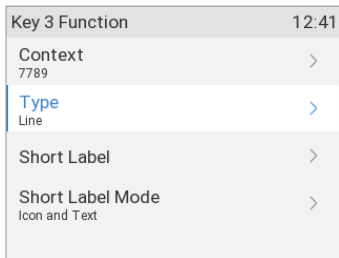 Key 3 Function 12:41
Context
7789
Type
Line
Short Label
Short Label Mode
Icon and Text